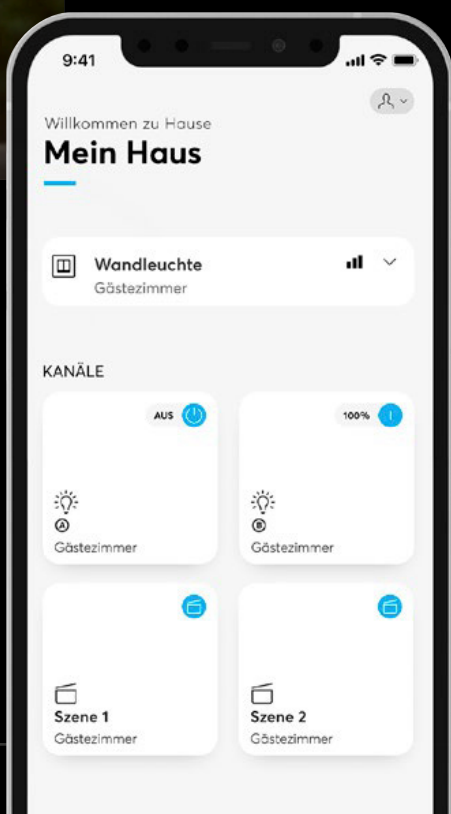 9:41
Willkommen zu Hause
Mein Haus
Wandleuchte
Gästezimmer
KANÄLE
AUS
100%
A
B
Gästezimmer
Gästezimmer
Szene 1
Szene 2
Gästezimmer
Gästezimmer